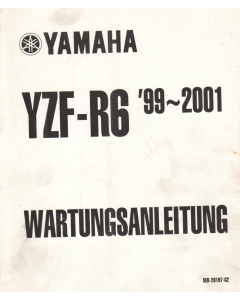 YAMAHA
YZF-R6 '99~2001
WARTUNGSANLEITUNG